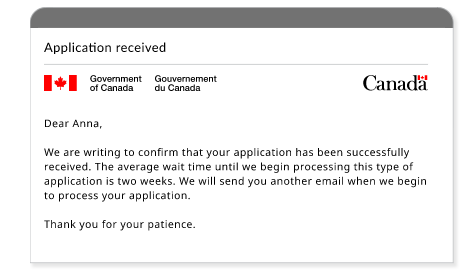 Application received
Government of Canada
Gouvernement du Canada
Canada
Dear Anna,
We are writing to confirm that your application has been successfully
received. The average wait time until we begin processing this type of
application is two weeks. We will send you another email when we begin
to process your application.
Thank you for your patience.